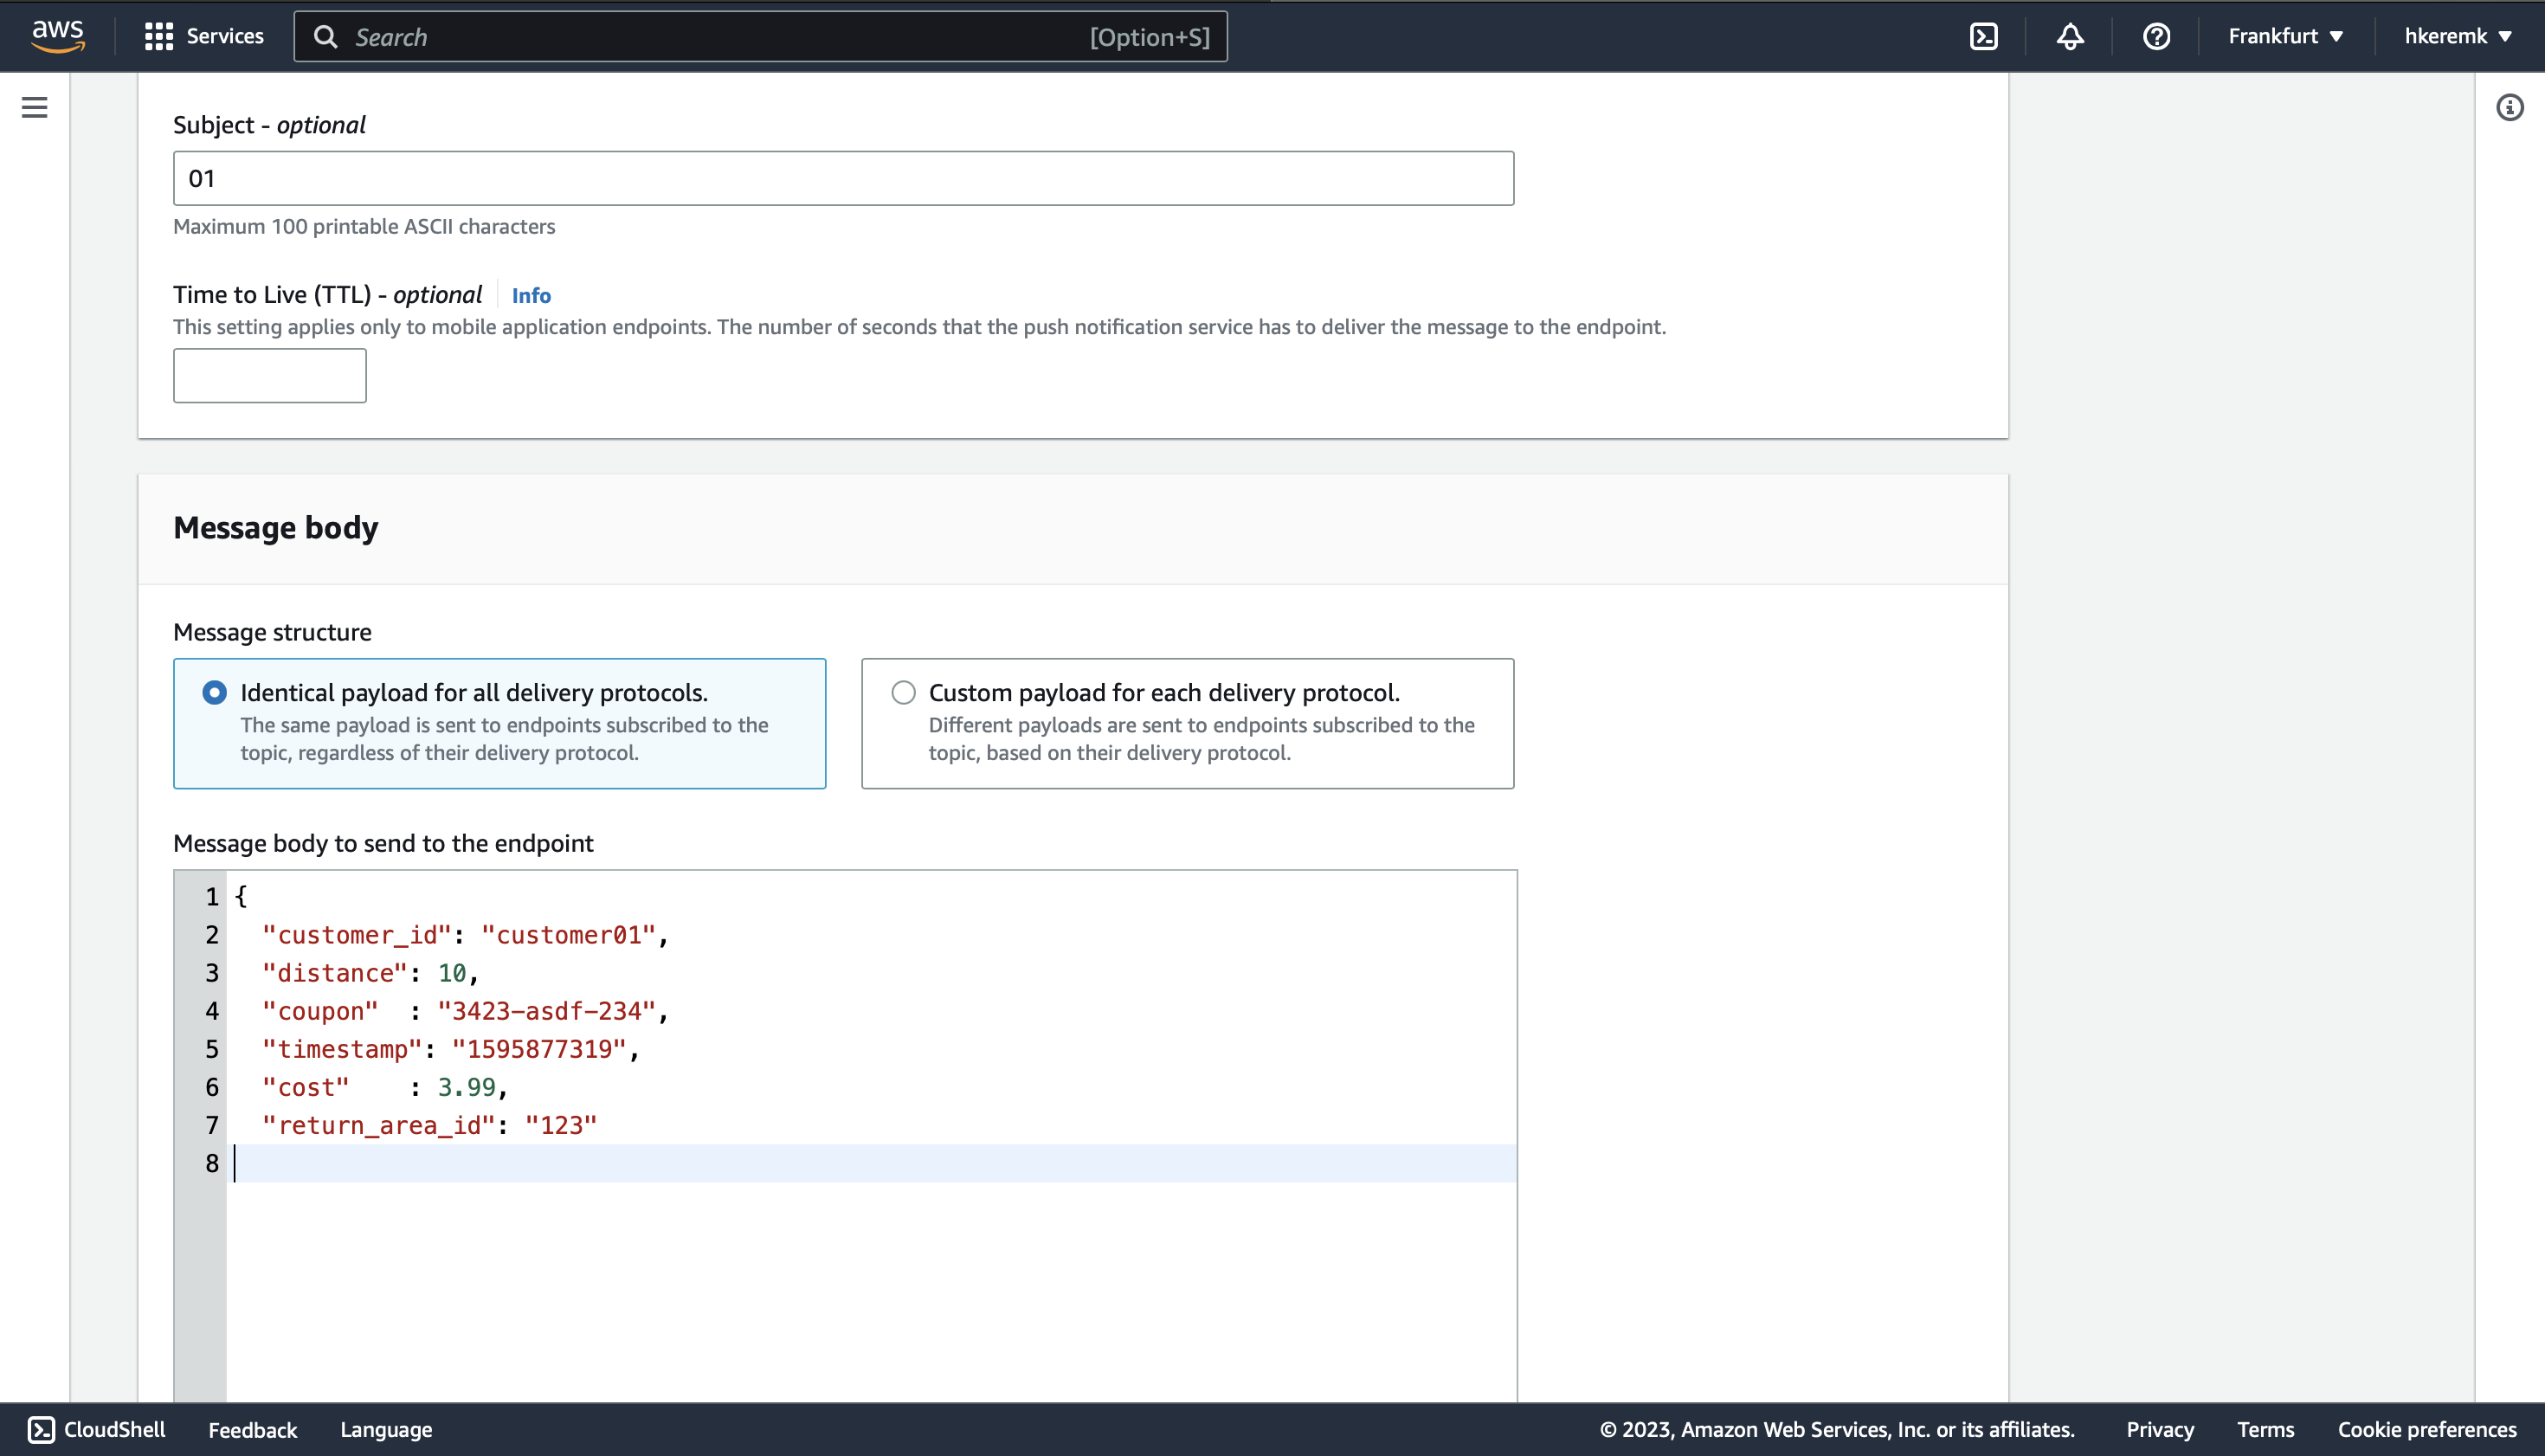 aws Services Search [Option+S] Frankfurt hkeremk
Subject - optional
01
Maximum 100 printable ASCII characters
Time to Live (TTL) - optional Info
This setting applies only to mobile application endpoints. The number of seconds that the push notification service has to deliver the message to the endpoint.
Message body
Message structure
Identical payload for all delivery protocols.
The same payload is sent to endpoints subscribed to the
topic, regardless of their delivery protocol.
Custom payload for each delivery protocol.
Different payloads are sent to endpoints subscribed to the
topic, based on their delivery protocol.
Message body to send to the endpoint
1 {
2   "customer_id": "customer01",
3   "distance": 10,
4   "coupon"  : "3423-asdf-234",
5   "timestamp": "1595877319",
6   "cost"    : 3.99,
7   "return_area_id": "123"
8
CloudShell Feedback Language © 2023, Amazon Web Services, Inc. or its affiliates. Privacy Terms Cookie preferences